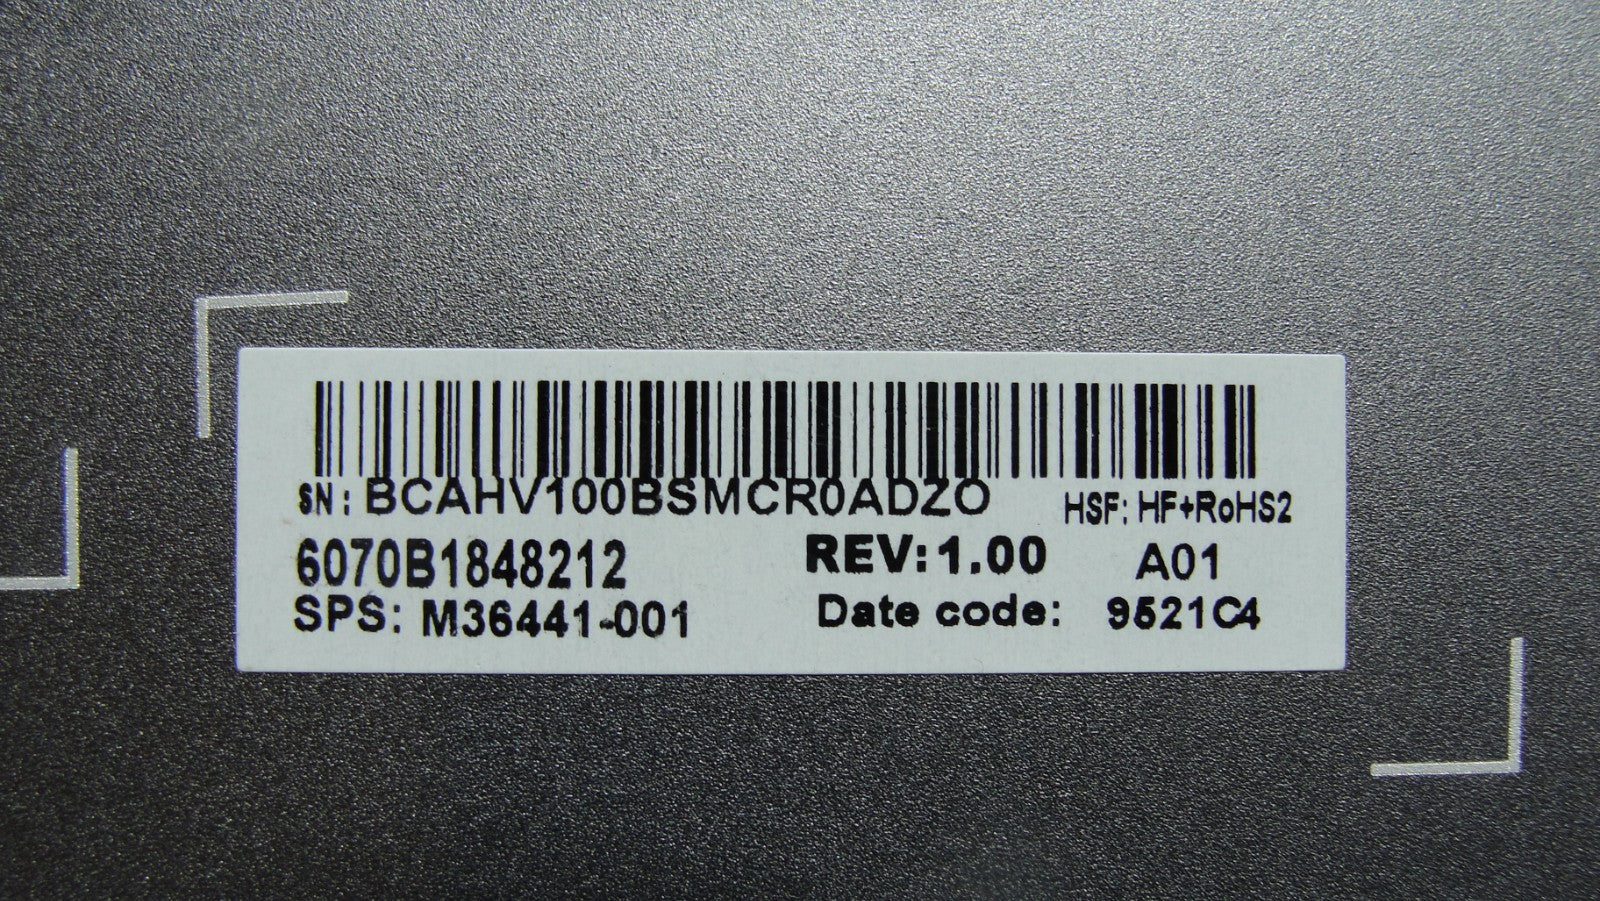 SN: BCAHV100BSMCR0ADZO HSF: HF+RoHS2
6070B1848212 REV:1.00 A01
SPS: M36441-001 Date code: 9521C4